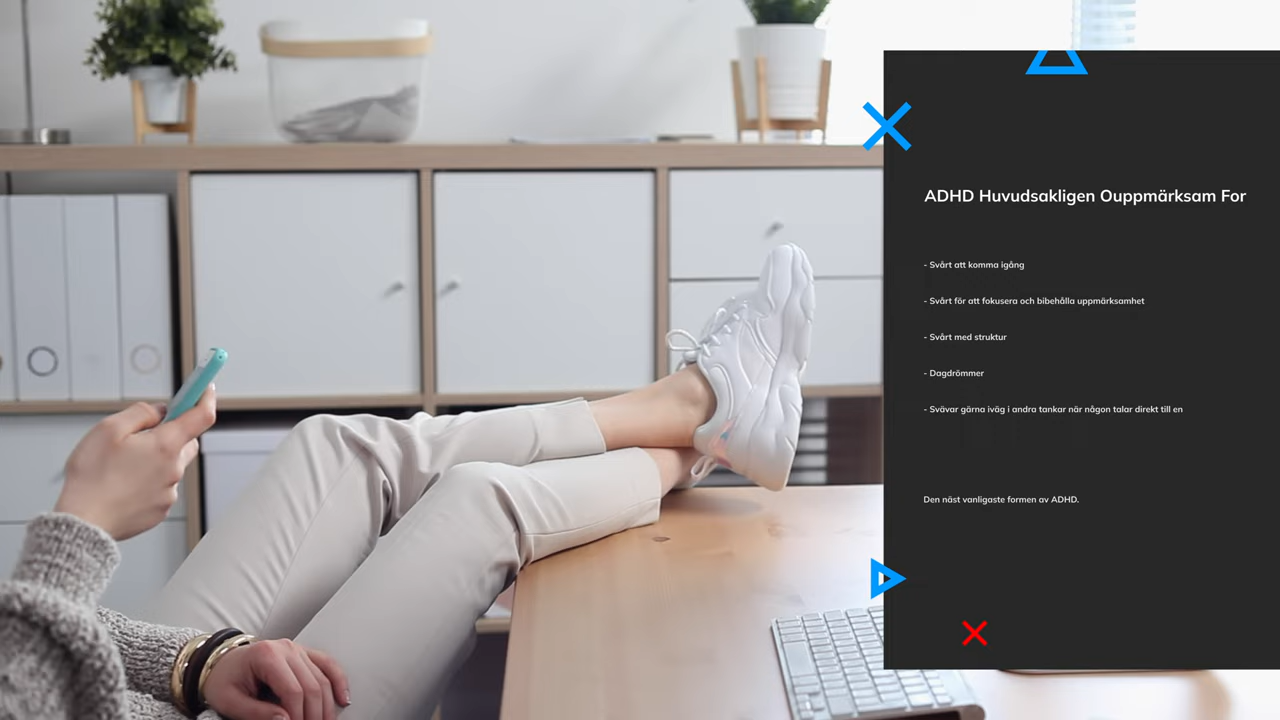 ADHD Huvudsakligen Ouppmärksam For
- Svårt att komma igång
- Svårt för att fokusera och bibehålla uppmärksamhet
- Svårt med struktur
- Dagdrömmer
- Svävar gärna iväg i andra tankar när någon talar direkt till en
Den näst vanligaste formen av ADHD.